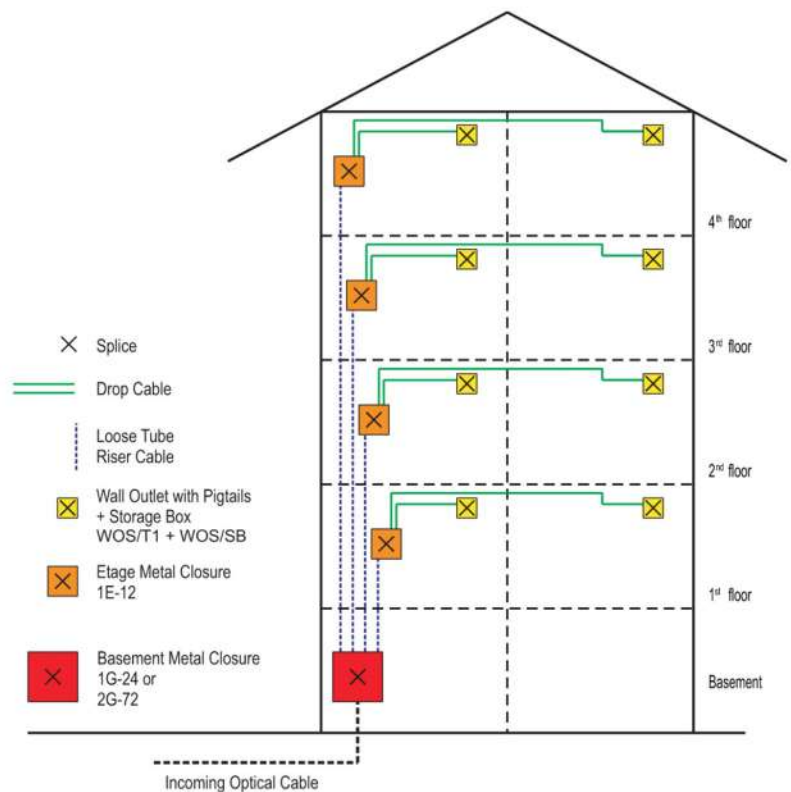 4th floor
3rd floor
Splice
Drop Cable
Loose Tube
Riser Cable
2nd floor
Wall Outlet with Pigtails
+ Storage Box
WOS/T1 + WOS/SB
Etage Metal Closure
1E-12
1st floor
Basement Metal Closure
1G-24 or
2G-72
Basement
Incoming Optical Cable